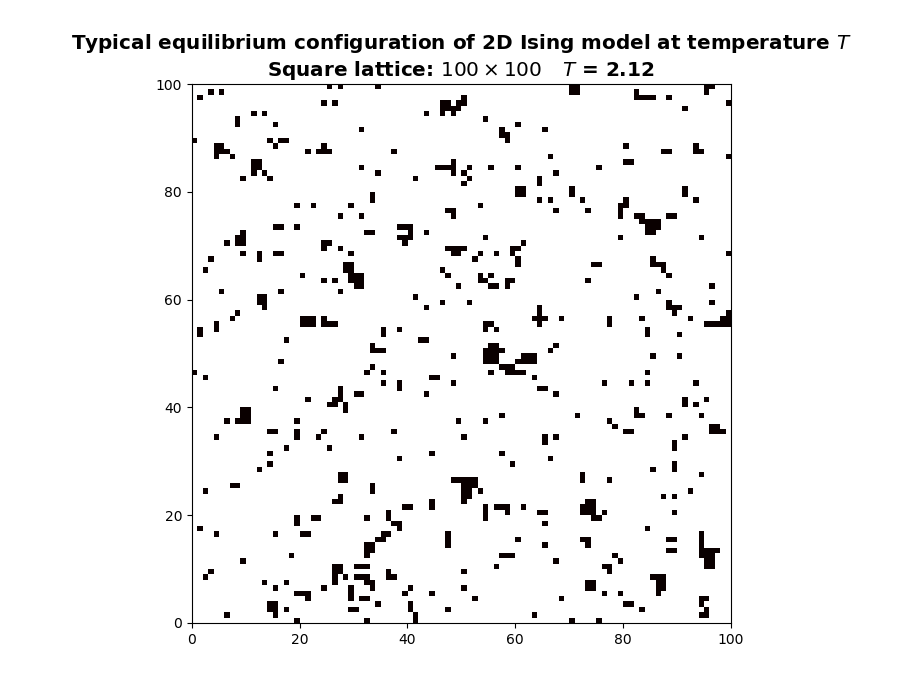 Typical equilibrium configuration of 2D Ising model at temperature T
Square lattice: 100 × 100 T = 2.12
100
80
60
40
20
0
0 20 40 60 80 100